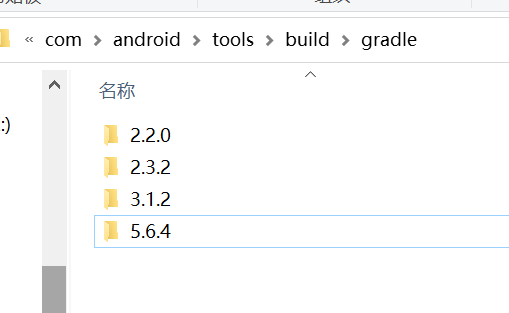 « com > android > tools > build > gradle
名称
:)
2.2.0
2.3.2
3.1.2
5.6.4